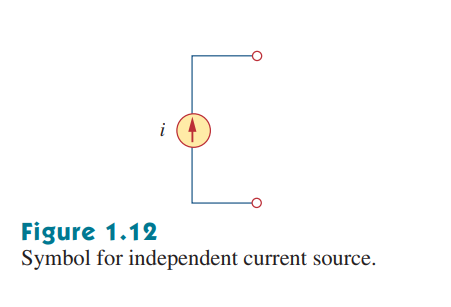 i
Figure 1.12
Symbol for independent current source.